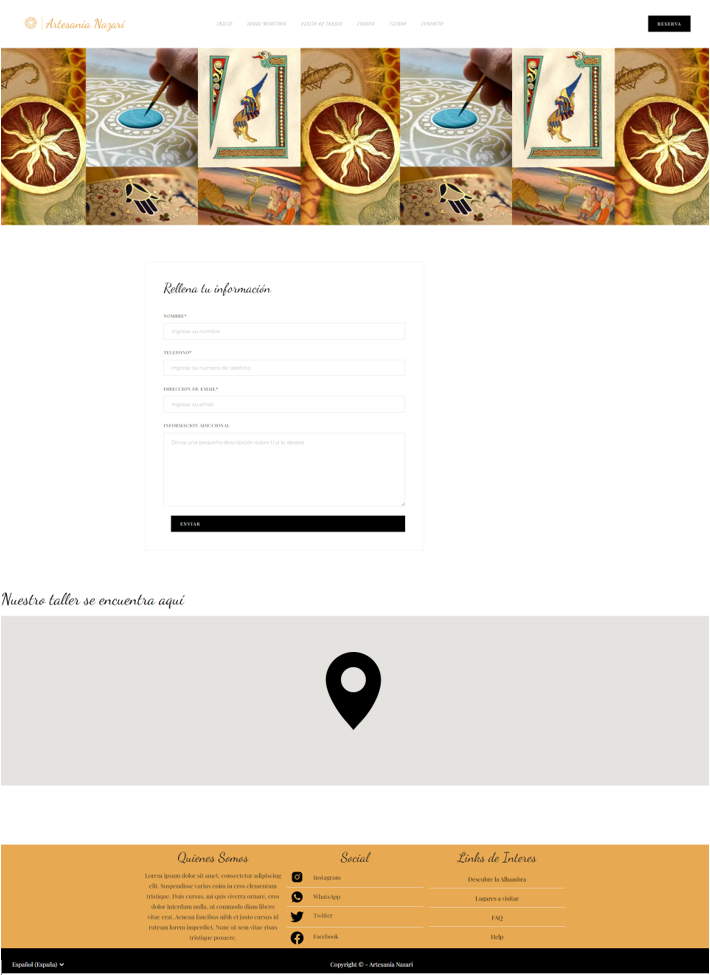 Artesanía Nazarí
INICIO SOBRE NOSOTROS VISITA AL TALLER CURSOS TIENDA CONTACTO
RESERVA
Rellena tu información
NOMBRE*
Ingrese su nombre
TELEFONO*
Ingrese su numero de telefono
DIRECCION DE EMAIL*
Ingrese su email
INFORMACION ADICIONAL
Dinos una pequeña descripción sobre ti si lo deseas
ENVIAR
Nuestro taller se encuentra aquí
Quienes Somos
Lorem ipsum dolor sit amet, consectetur adipiscing
elit. Suspendisse varius enim in eros elementum
tristique. Duis cursus, mi quis viverra ornare, eros
dolor interdum nulla, ut commodo diam libero
vitae erat. Aenean faucibus nibh et justo cursus id
rutrum lorem imperdiet. Nunc ut sem vitae risus
tristique posuere.
Social
Instagram
WhatsApp
Twitter
Facebook
Links de Interes
Descubre la Alhambra
Lugares a visitar
FAQ
Help
Español (España)
Copyright © - Artesanía Nazarí